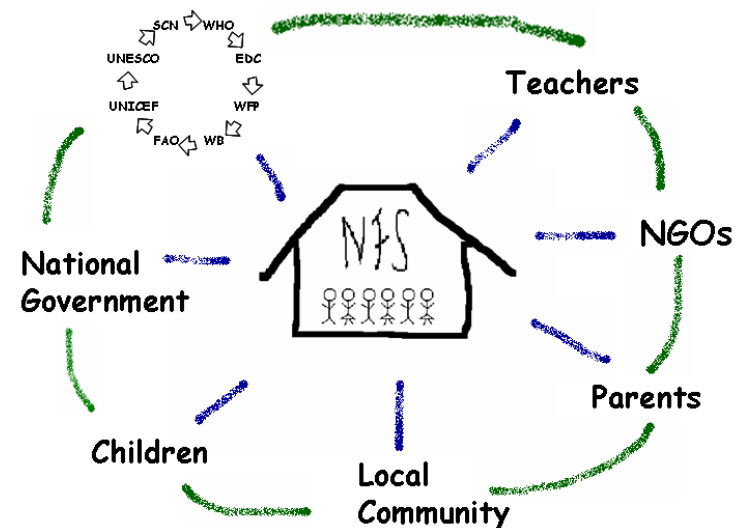 SCN WHO
UNESCO EDC
UNICEF WFP
FAO WB
Teachers
NFS
NGOs
National
Government
Parents
Children
Local
Community